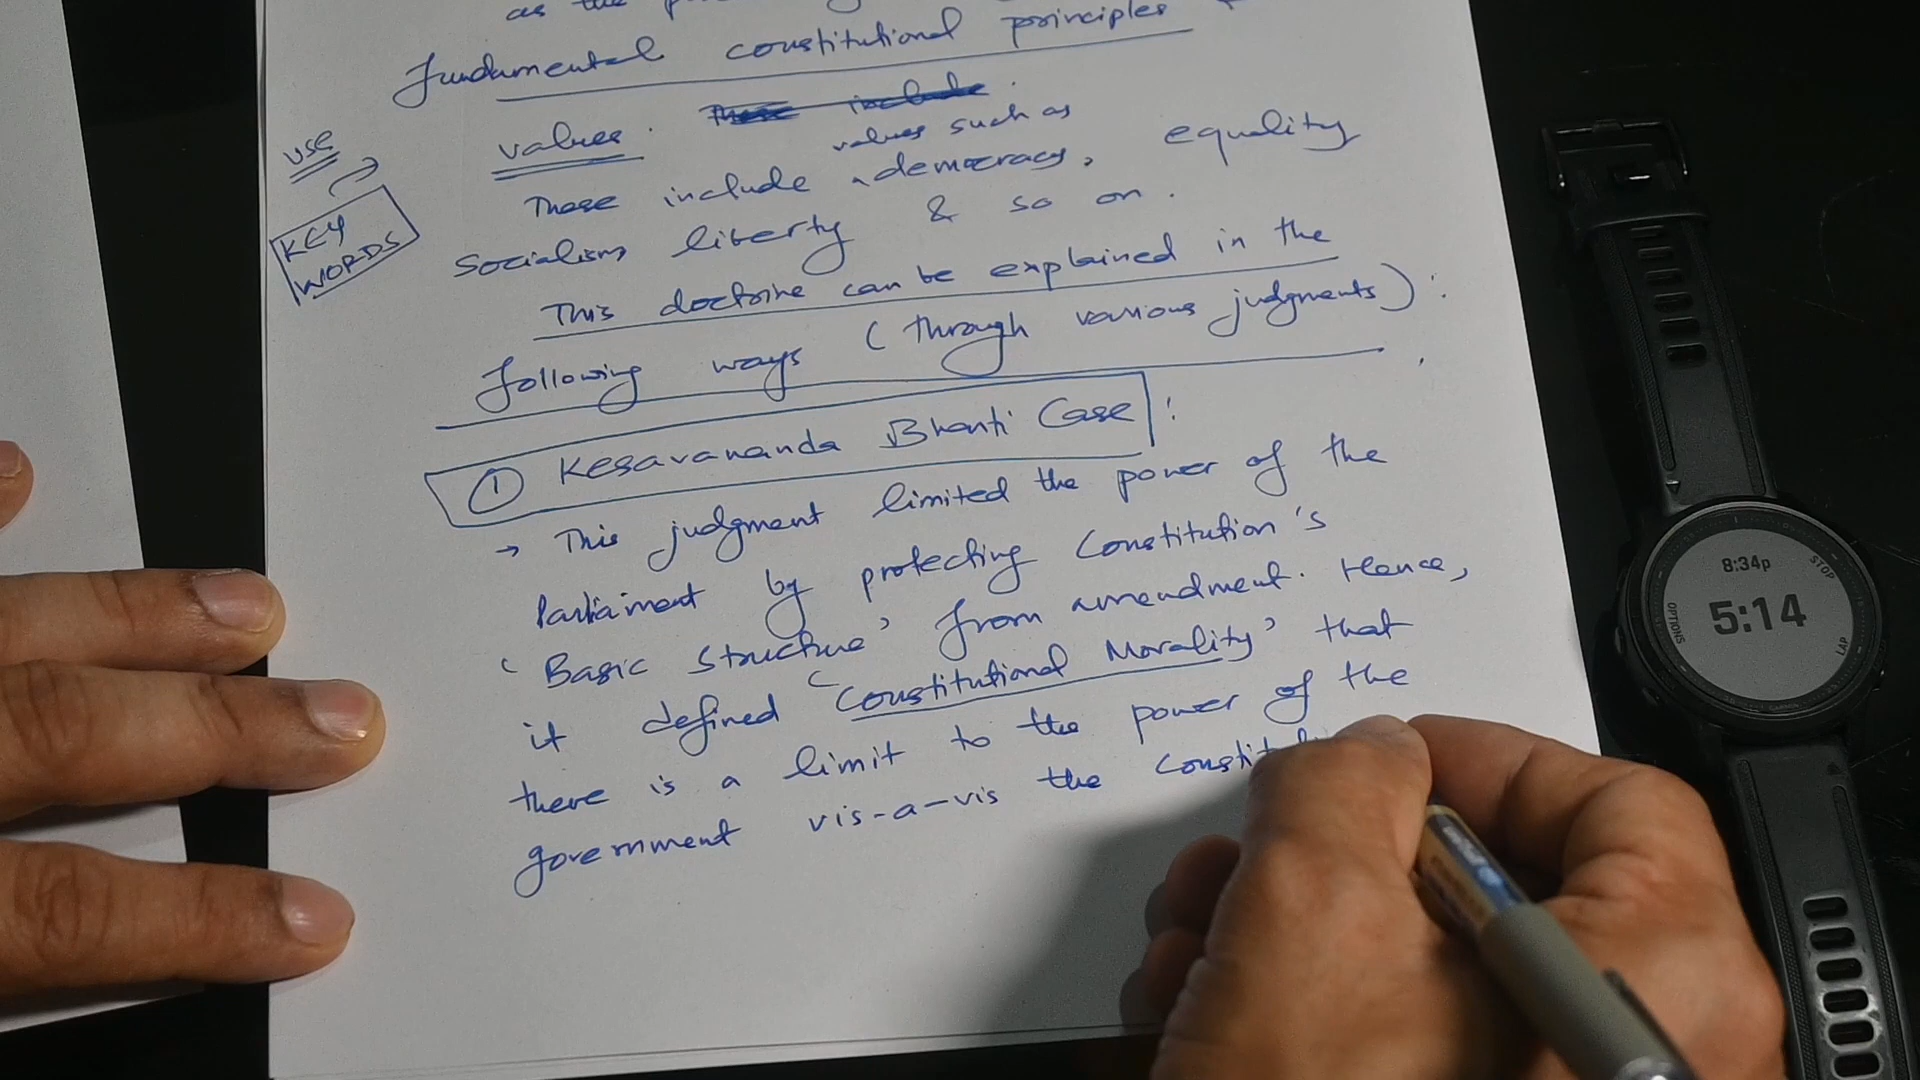 as the
fundamental constitutional principles
values. These include.
values such as
These include democracy, equality
Socialism liberty & so on.
This doctrine can be explained in the
following ways (through various judgments):
① Kesavananda Bharti Case:
→ This judgment limited the power of the
Parliament by protecting Constitution's
'Basic Structure' from amendment. Hence,
it defined 'Constitutional Morality' that
there is a limit to the power of the
government vis-a-vis the
USE
KEY
WORDS
8:34p
5:14
STOP
OPTIONS
LAP